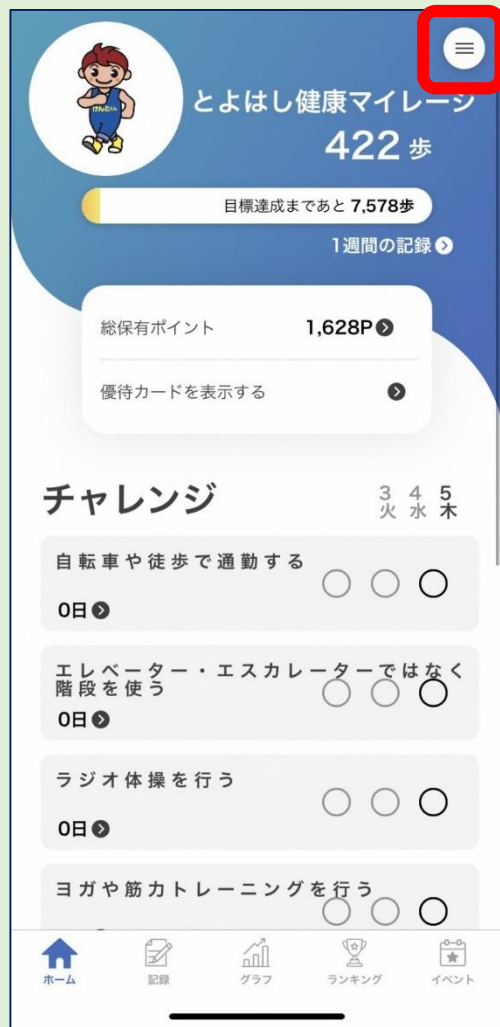 けんとくん
とよはし健康マイレージ
422 歩
目標達成まであと 7,578歩
1週間の記録
総保有ポイント 1,628P
優待カードを表示する
チャレンジ
3 4 5
火 水 木
自転車や徒歩で通勤する
0日
エレベーター・エスカレーターではなく
階段を使う
0日
ラジオ体操を行う
0日
ヨガや筋力トレーニングを行う
ホーム 記録 グラフ ランキング イベント